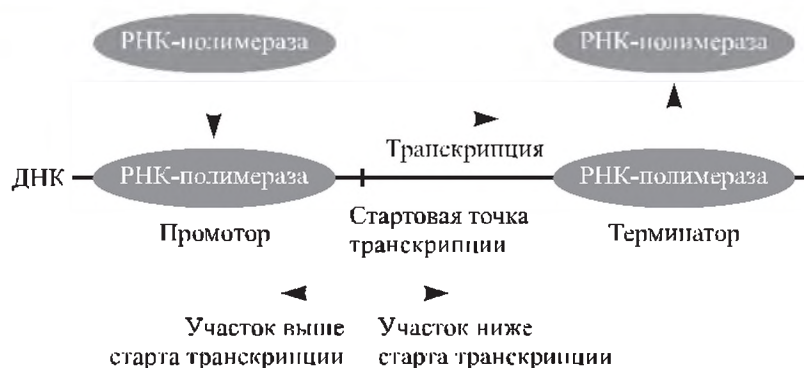 РНК-полимераза
РНК-полимераза
Транскрипция
ДНК
РНК-полимераза
РНК-полимераза
Промотор
Стартовая точка
транскрипции
Терминатор
Участок выше
старта транскрипции
Участок ниже
старта транскрипции